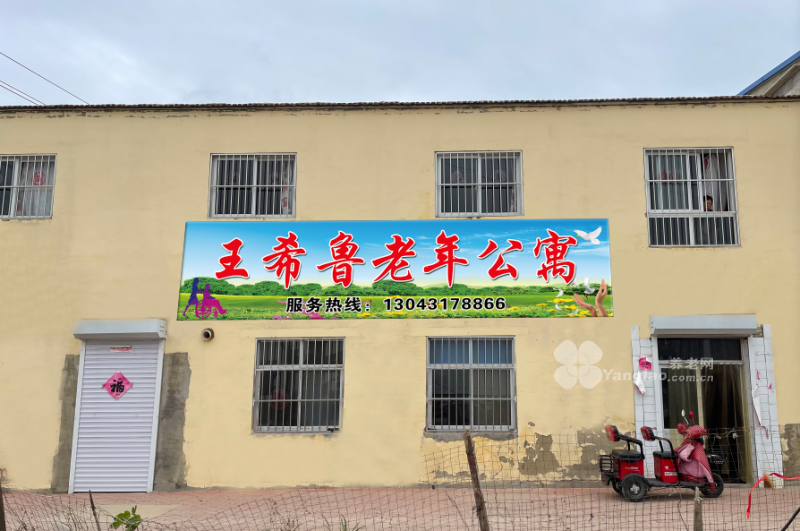 王希鲁老年公寓
服务热线：13043178866
福
养老网
Yanglao.com.cn